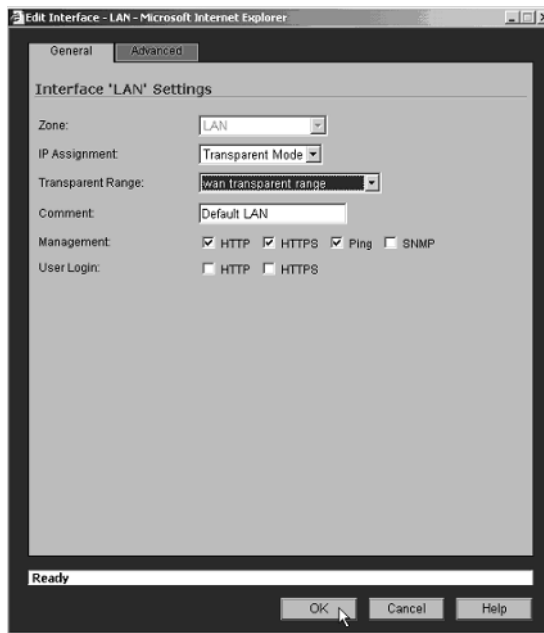 Edit Interface - LAN - Microsoft Internet Explorer
General Advanced
Interface 'LAN' Settings
Zone: LAN
IP Assignment: Transparent Mode
Transparent Range: wan transparent range
Comment: Default LAN
Management: HTTP HTTPS Ping SNMP
User Login: HTTP HTTPS
Ready
OK Cancel Help